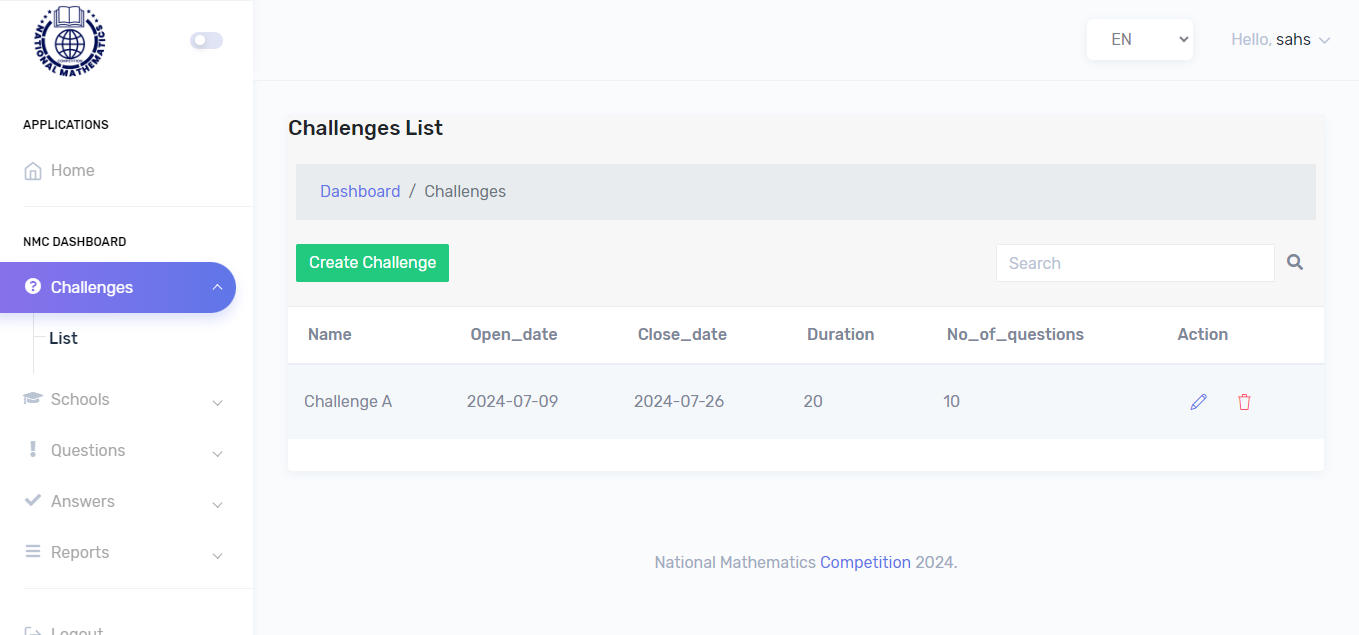 NATIONAL MATHEMATICS
COMPETITION
EN
Hello, sahs
APPLICATIONS
Home
NMC DASHBOARD
Challenges
List
Schools
Questions
Answers
Reports
Logout
Challenges List
Dashboard / Challenges
Create Challenge
Search
Name Open_date Close_date Duration No_of_questions Action
Challenge A 2024-07-09 2024-07-26 20 10
National Mathematics Competition 2024.